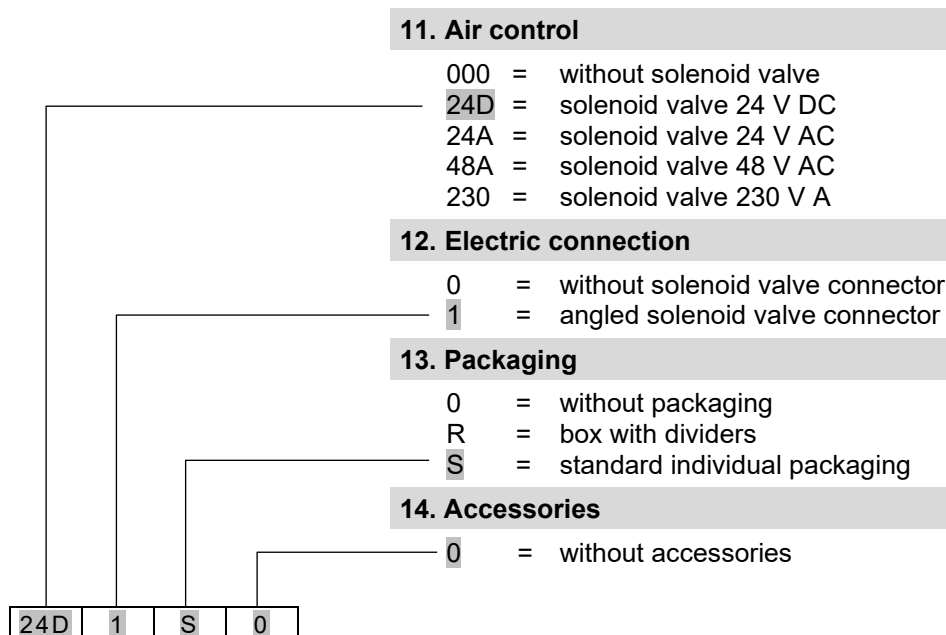 11. Air control
000 = without solenoid valve
24D = solenoid valve 24 V DC
24A = solenoid valve 24 V AC
48A = solenoid valve 48 V AC
230 = solenoid valve 230 V A
12. Electric connection
0 = without solenoid valve connector
1 = angled solenoid valve connector
13. Packaging
0 = without packaging
R = box with dividers
S = standard individual packaging
14. Accessories
0 = without accessories
24D 1 S 0